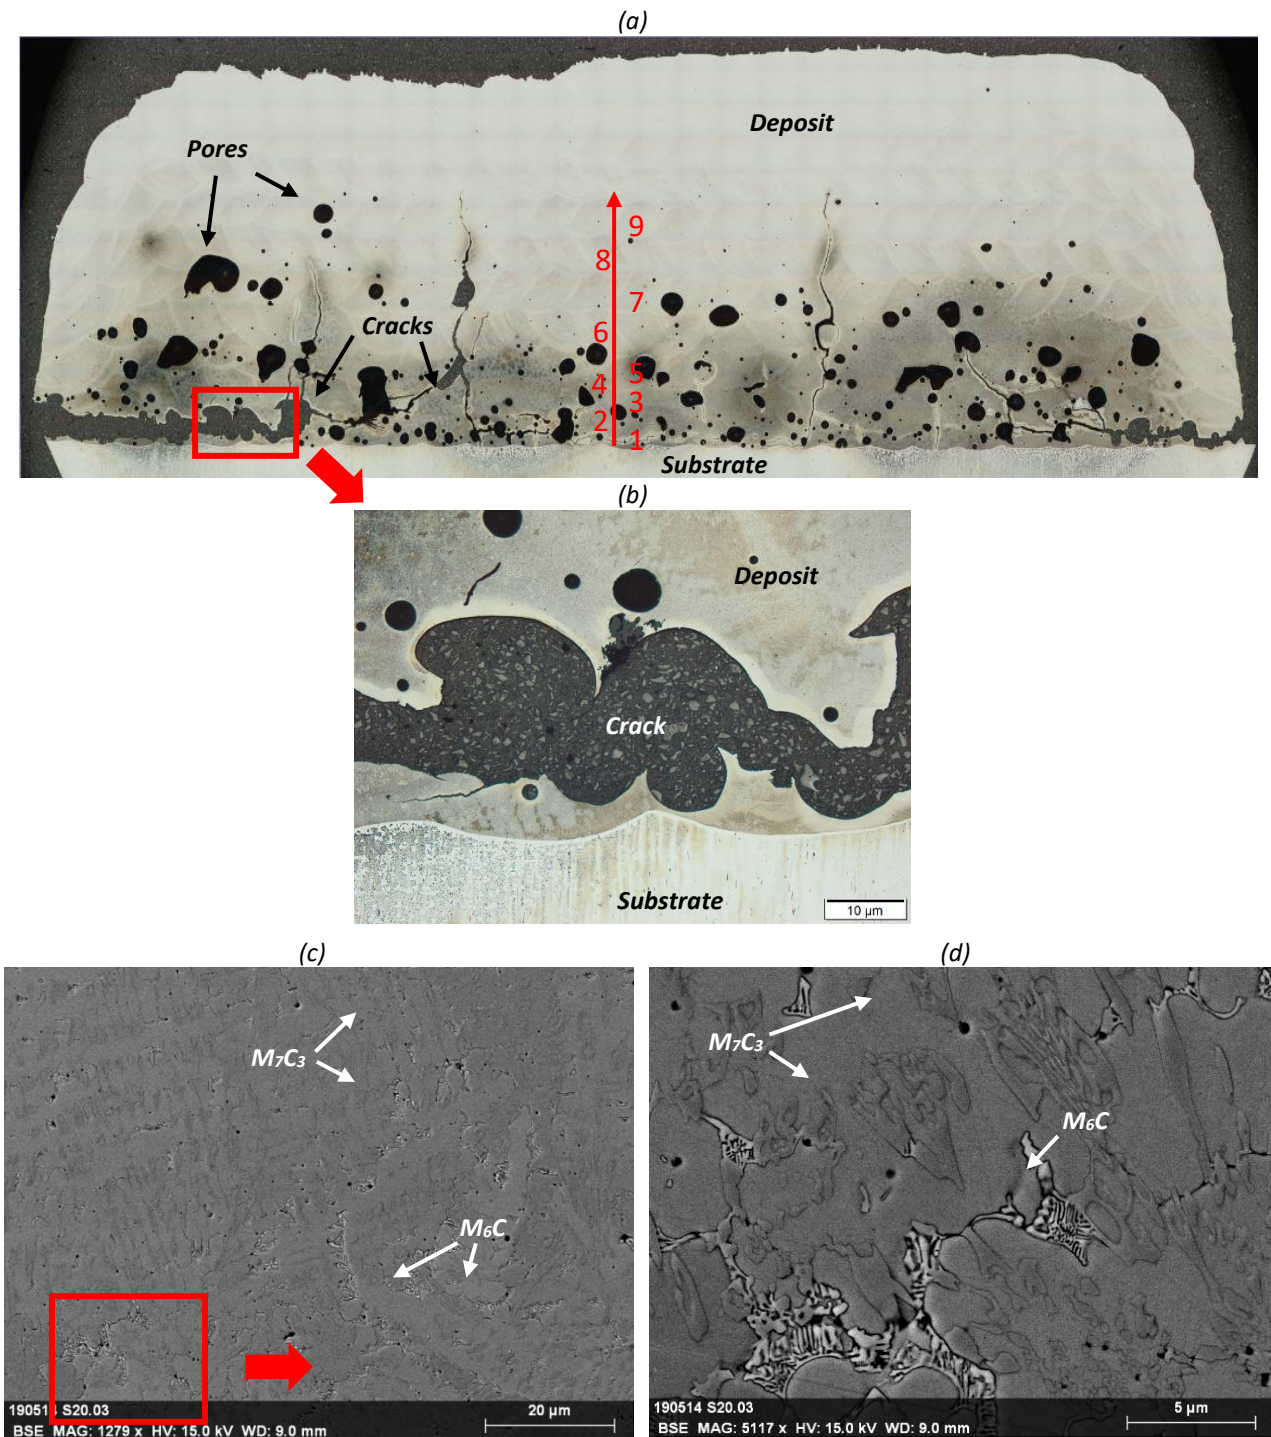 (a)
Deposit
Pores
9
8
7
Cracks
6
5
4
3
2
1
Substrate
(b)
Deposit
Crack
Substrate
10 µm
(c)
(d)
M7C3
M6C
190514 S20.03
20 µm
BSE MAG: 1279 x HV: 15.0 kV WD: 9.0 mm
M7C3
M6C
190514 S20.03
5 µm
BSE MAG: 5117 x HV: 15.0 kV WD: 9.0 mm